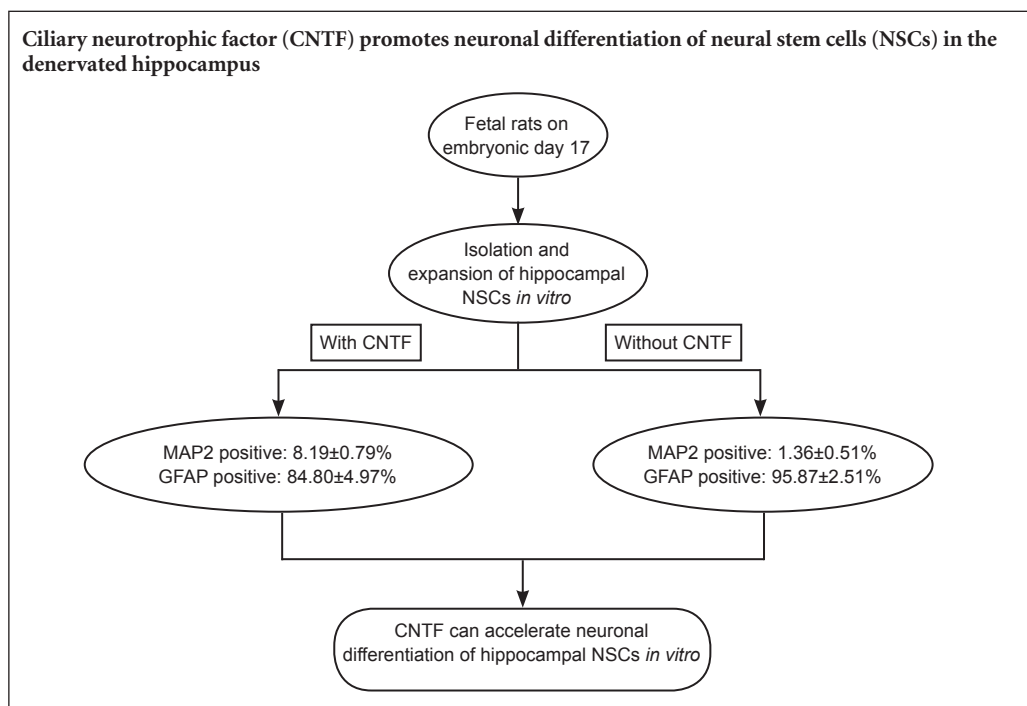 Ciliary neurotrophic factor (CNTF) promotes neuronal differentiation of neural stem cells (NSCs) in the
denervated hippocampus
Fetal rats on
embryonic day 17
Isolation and
expansion of hippocampal
NSCs in vitro
With CNTF
Without CNTF
MAP2 positive: 8.19±0.79%
GFAP positive: 84.80±4.97%
MAP2 positive: 1.36±0.51%
GFAP positive: 95.87±2.51%
CNTF can accelerate neuronal
differentiation of hippocampal NSCs in vitro